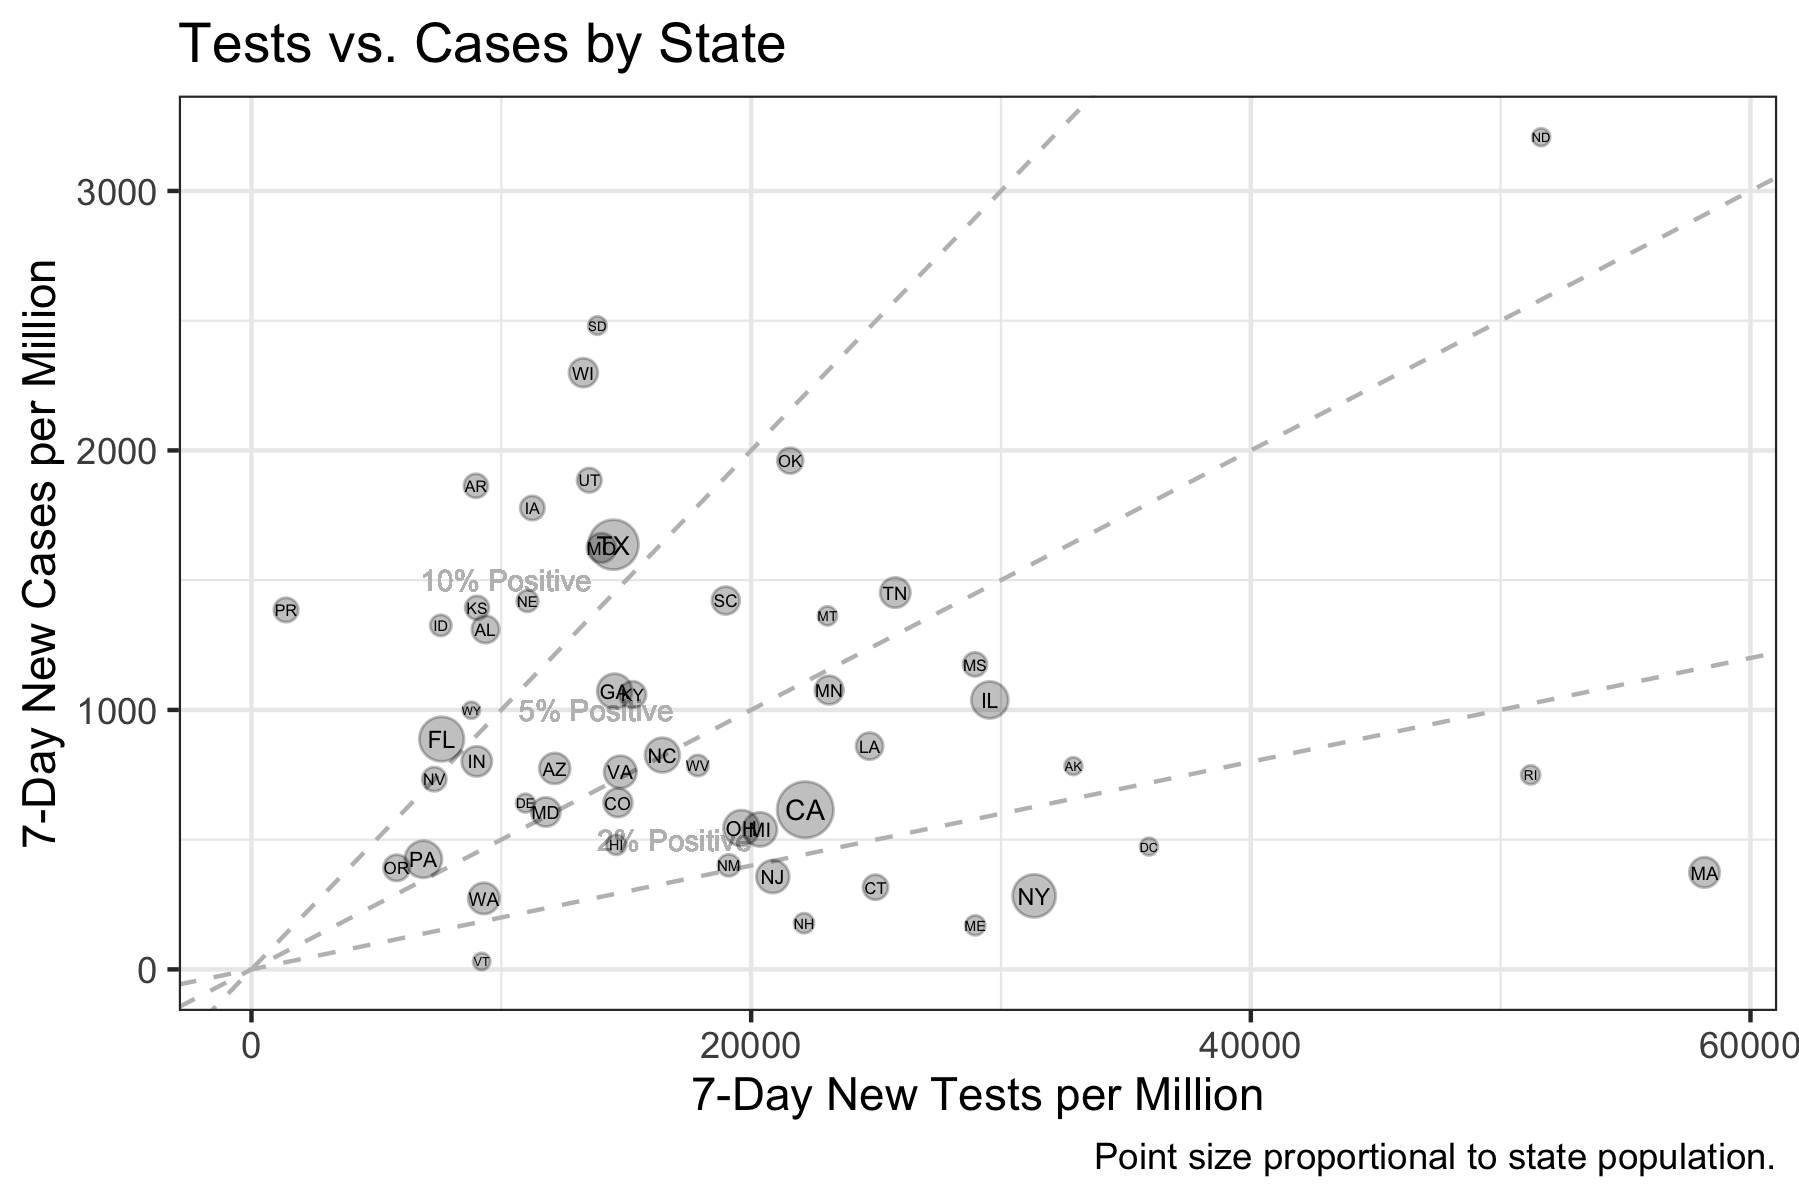 Tests vs. Cases by State
7-Day New Cases per Million
3000
2000
1000
0
ND
SD
WI
OK
UT
AR
IA
MO
TX
10% Positive
PR
KS
NE
ID
AL
SC
TN
MT
MS
GA
KY
MN
IL
WY
5% Positive
FL
IN
NV
AZ
VA
NC
WV
LA
AK
RI
DE
MD
CO
CA
OH
MI
2% Positive
HI
DC
OR
PA
NM
NJ
CT
NY
MA
WA
NH
ME
VT
0
20000
40000
60000
7-Day New Tests per Million
Point size proportional to state population.